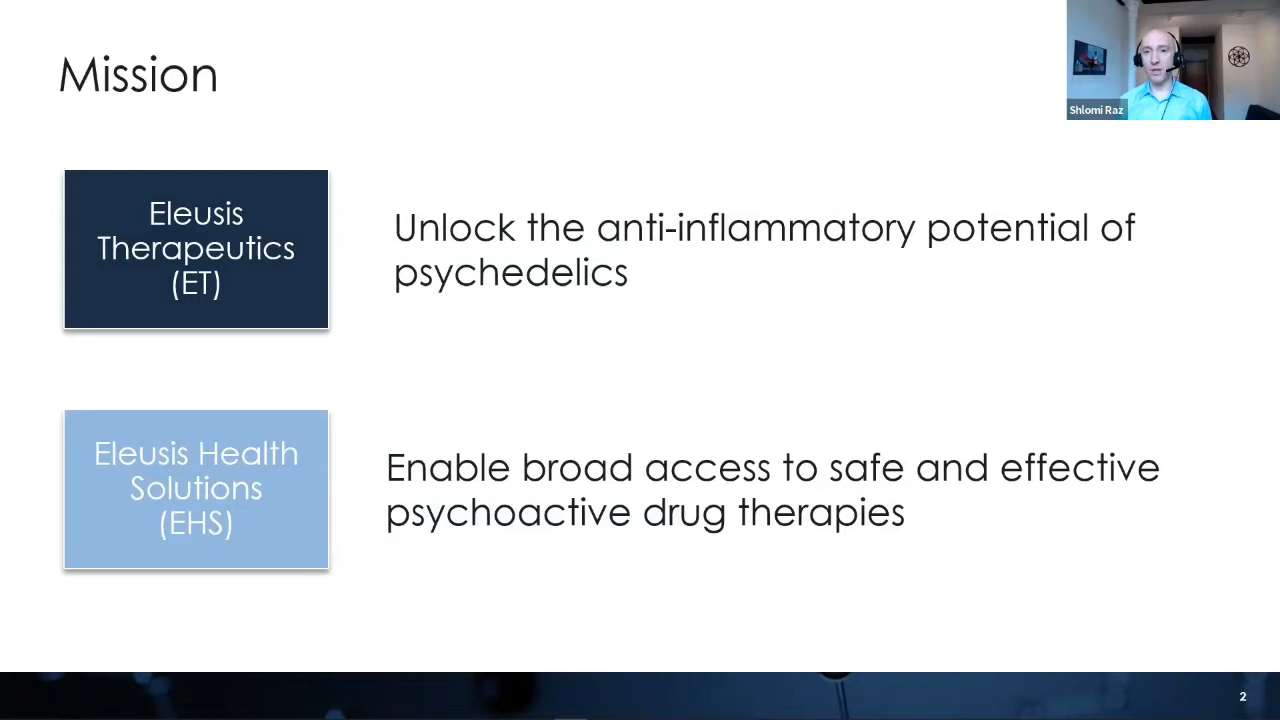 Mission
Shlomi Raz
Eleusis
Therapeutics
(ET)
Unlock the anti-inflammatory potential of
psychedelics
Eleusis Health
Solutions
(EHS)
Enable broad access to safe and effective
psychoactive drug therapies
2